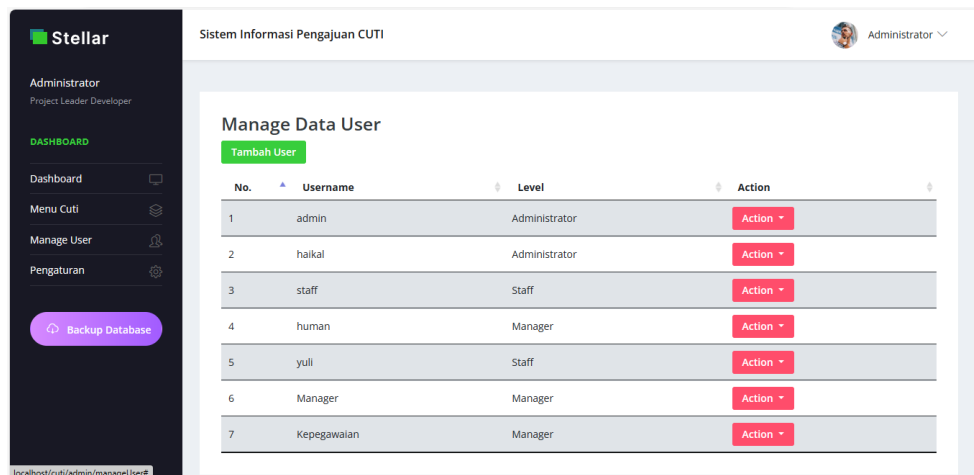 Stellar
Sistem Informasi Pengajuan CUTI
Administrator
Administrator
Project Leader Developer
DASHBOARD
Dashboard
Menu Cuti
Manage User
Pengaturan
Backup Database
Manage Data User
Tambah User
No. Username Level Action
1 admin Administrator Action
2 haikal Administrator Action
3 staff Staff Action
4 human Manager Action
5 yuli Staff Action
6 Manager Manager Action
7 Kepegawaian Manager Action
localhost/cuti/admin/manageUser#